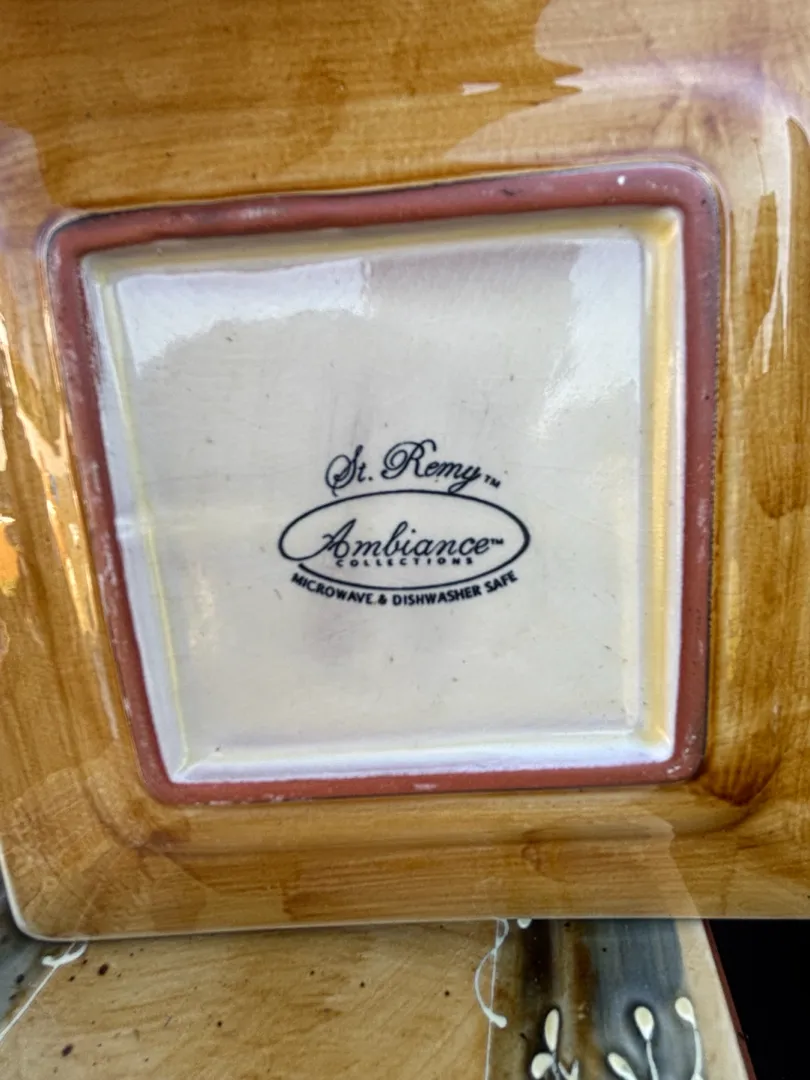 St. Remy™
Ambiance™
COLLECTIONS
MICROWAVE & DISHWASHER SAFE